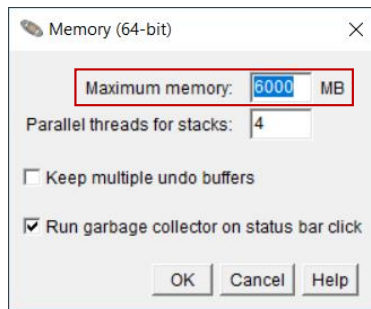 Memory (64-bit)
Maximum memory: 6000 MB
Parallel threads for stacks: 4
Keep multiple undo buffers
Run garbage collector on status bar click
OK Cancel Help